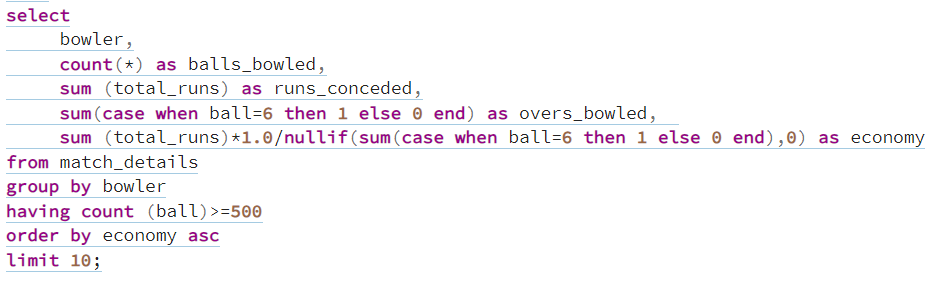 select
bowler,
count(*) as balls_bowled,
sum (total_runs) as runs_conceded,
sum(case when ball=6 then 1 else 0 end) as overs_bowled,
sum (total_runs)*1.0/nullif(sum(case when ball=6 then 1 else 0 end),0) as economy
from match_details
group by bowler
having count (ball)>=500
order by economy asc
limit 10;